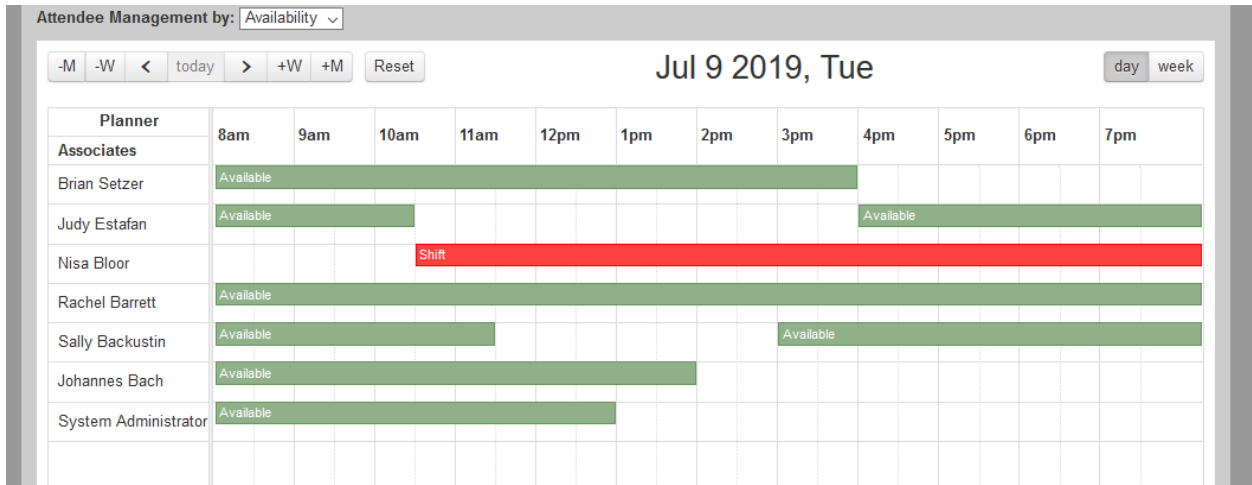 Attendee Management by: Availability
-M -W < today > +W +M Reset Jul 9 2019, Tue day week
Planner
8am 9am 10am 11am 12pm 1pm 2pm 3pm 4pm 5pm 6pm 7pm
Associates
Brian Setzer Available
Judy Estafan Available Available
Nisa Bloor Shift
Rachel Barrett Available
Sally Backustin Available Available
Johannes Bach Available
System Administrator Available